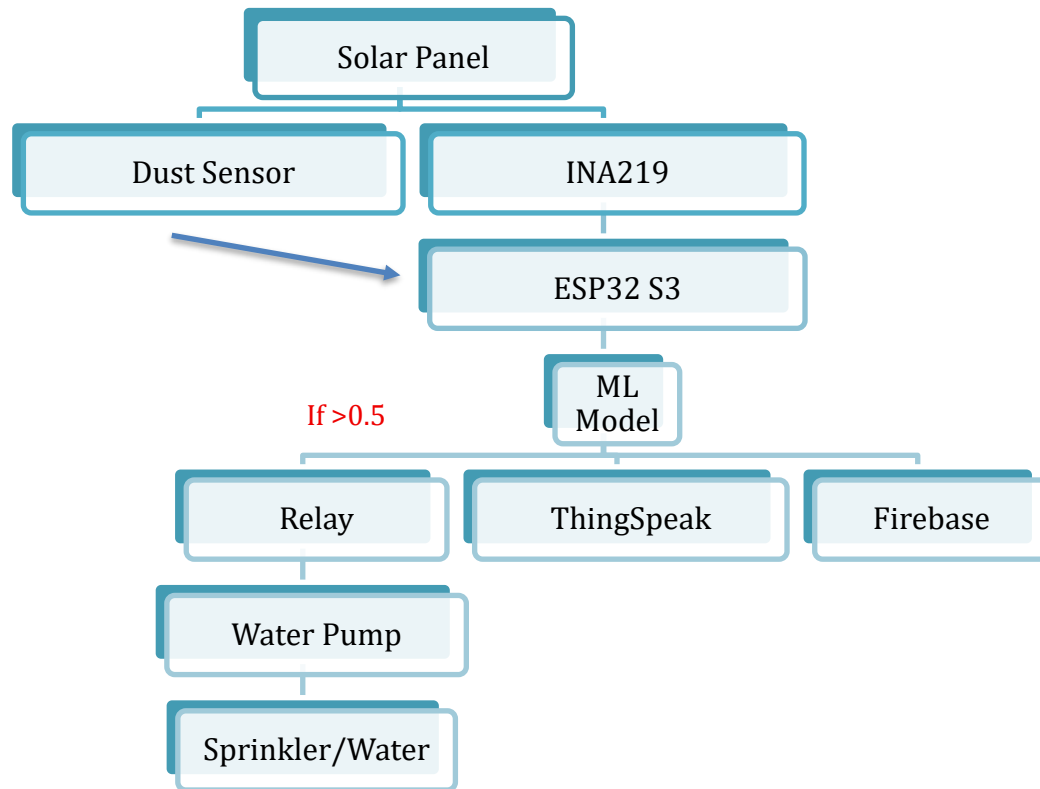 Solar Panel
Dust Sensor
INA219
ESP32 S3
ML
Model
If >0.5
Relay
ThingSpeak
Firebase
Water Pump
Sprinkler/Water